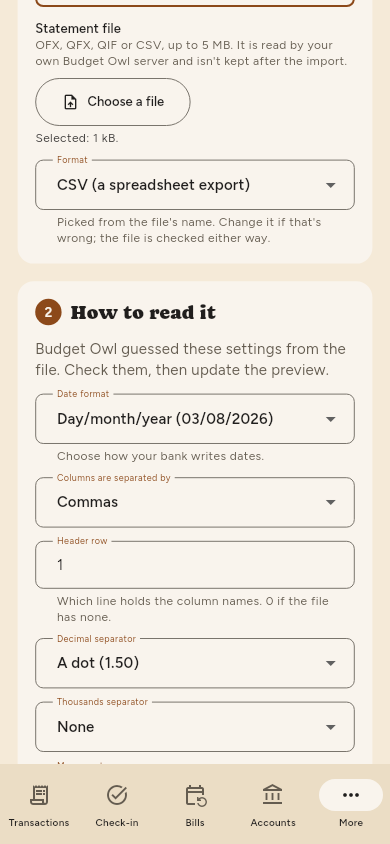 Statement file
OFX, QFX, QIF or CSV, up to 5 MB. It is read by your
own Budget Owl server and isn't kept after the import.
Choose a file
Selected: 1 kB.
Format
CSV (a spreadsheet export)
Picked from the file's name. Change it if that's
wrong; the file is checked either way.
2 How to read it
Budget Owl guessed these settings from the
file. Check them, then update the preview.
Date format
Day/month/year (03/08/2026)
Choose how your bank writes dates.
Columns are separated by
Commas
Header row
1
Which line holds the column names. 0 if the file
has none.
Decimal separator
A dot (1.50)
Thousands separator
None
Transactions Check-in Bills Accounts More